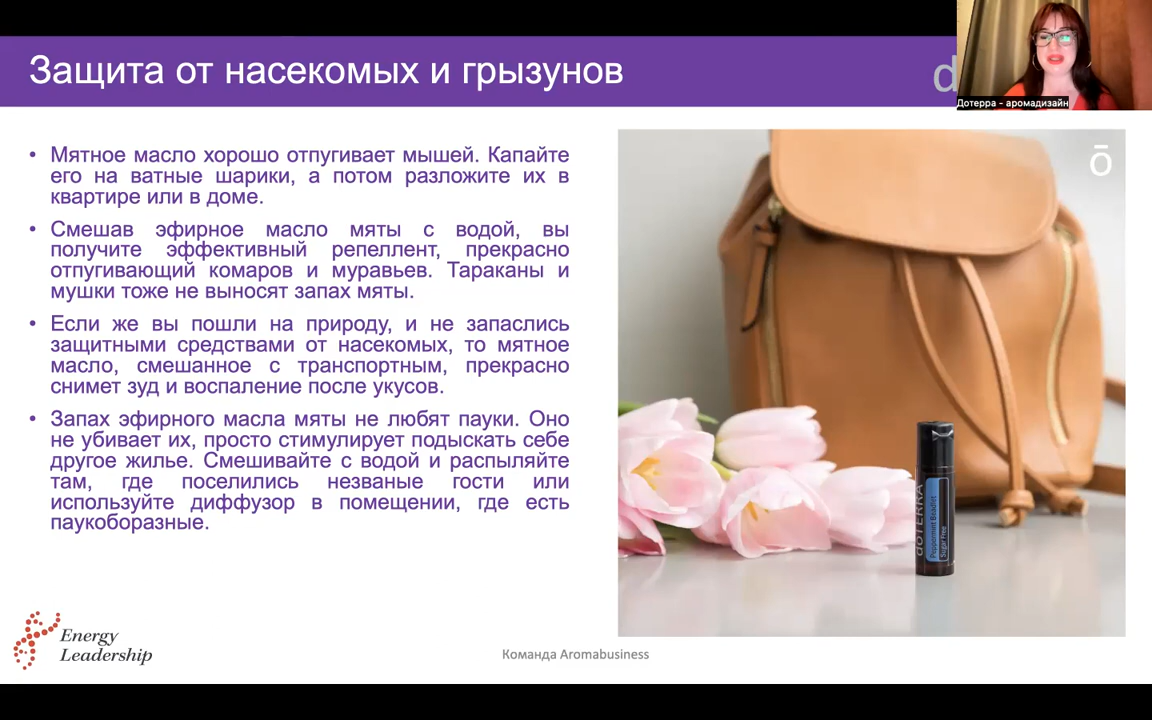 Защита от насекомых и грызунов
d
Дотерра - аромадизайн
• Мятное масло хорошо отпугивает мышей. Капайте
его на ватные шарики, а потом разложите их в
квартире или в доме.
• Смешав эфирное масло мяты с водой, вы
получите эффективный репеллент, прекрасно
отпугивающий комаров и муравьев. Тараканы и
мушки тоже не выносят запах мяты.
• Если же вы пошли на природу, и не запаслись
защитными средствами от насекомых, то мятное
масло, смешанное с транспортным, прекрасно
снимет зуд и воспаление после укусов.
• Запах эфирного масла мяты не любят пауки. Оно
не убивает их, просто стимулирует подыскать себе
другое жилье. Смешивайте с водой и распыляйте
там, где поселились незваные гости или
используйте диффузор в помещении, где есть
паукоборазные.
ō
dōTERRA
Peppermint Beadlet
Sugar Free
Energy
Leadership
Команда Aromabusiness